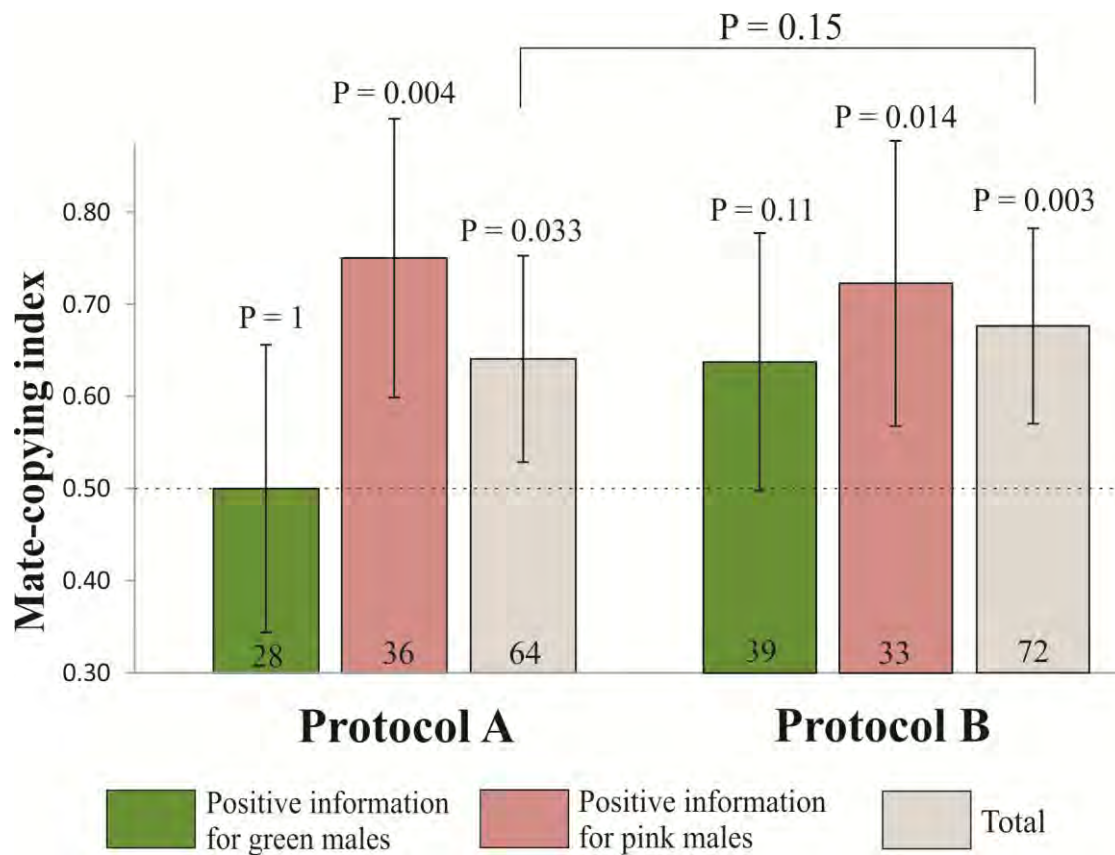 P = 0.15
P = 0.004
P = 0.014
P = 0.11
P = 0.003
P = 0.033
P = 1
Mate-copying index
0.80
0.70
0.60
0.50
0.40
0.30
28
36
64
39
33
72
Protocol A
Protocol B
Positive information
for green males
Positive information
for pink males
Total